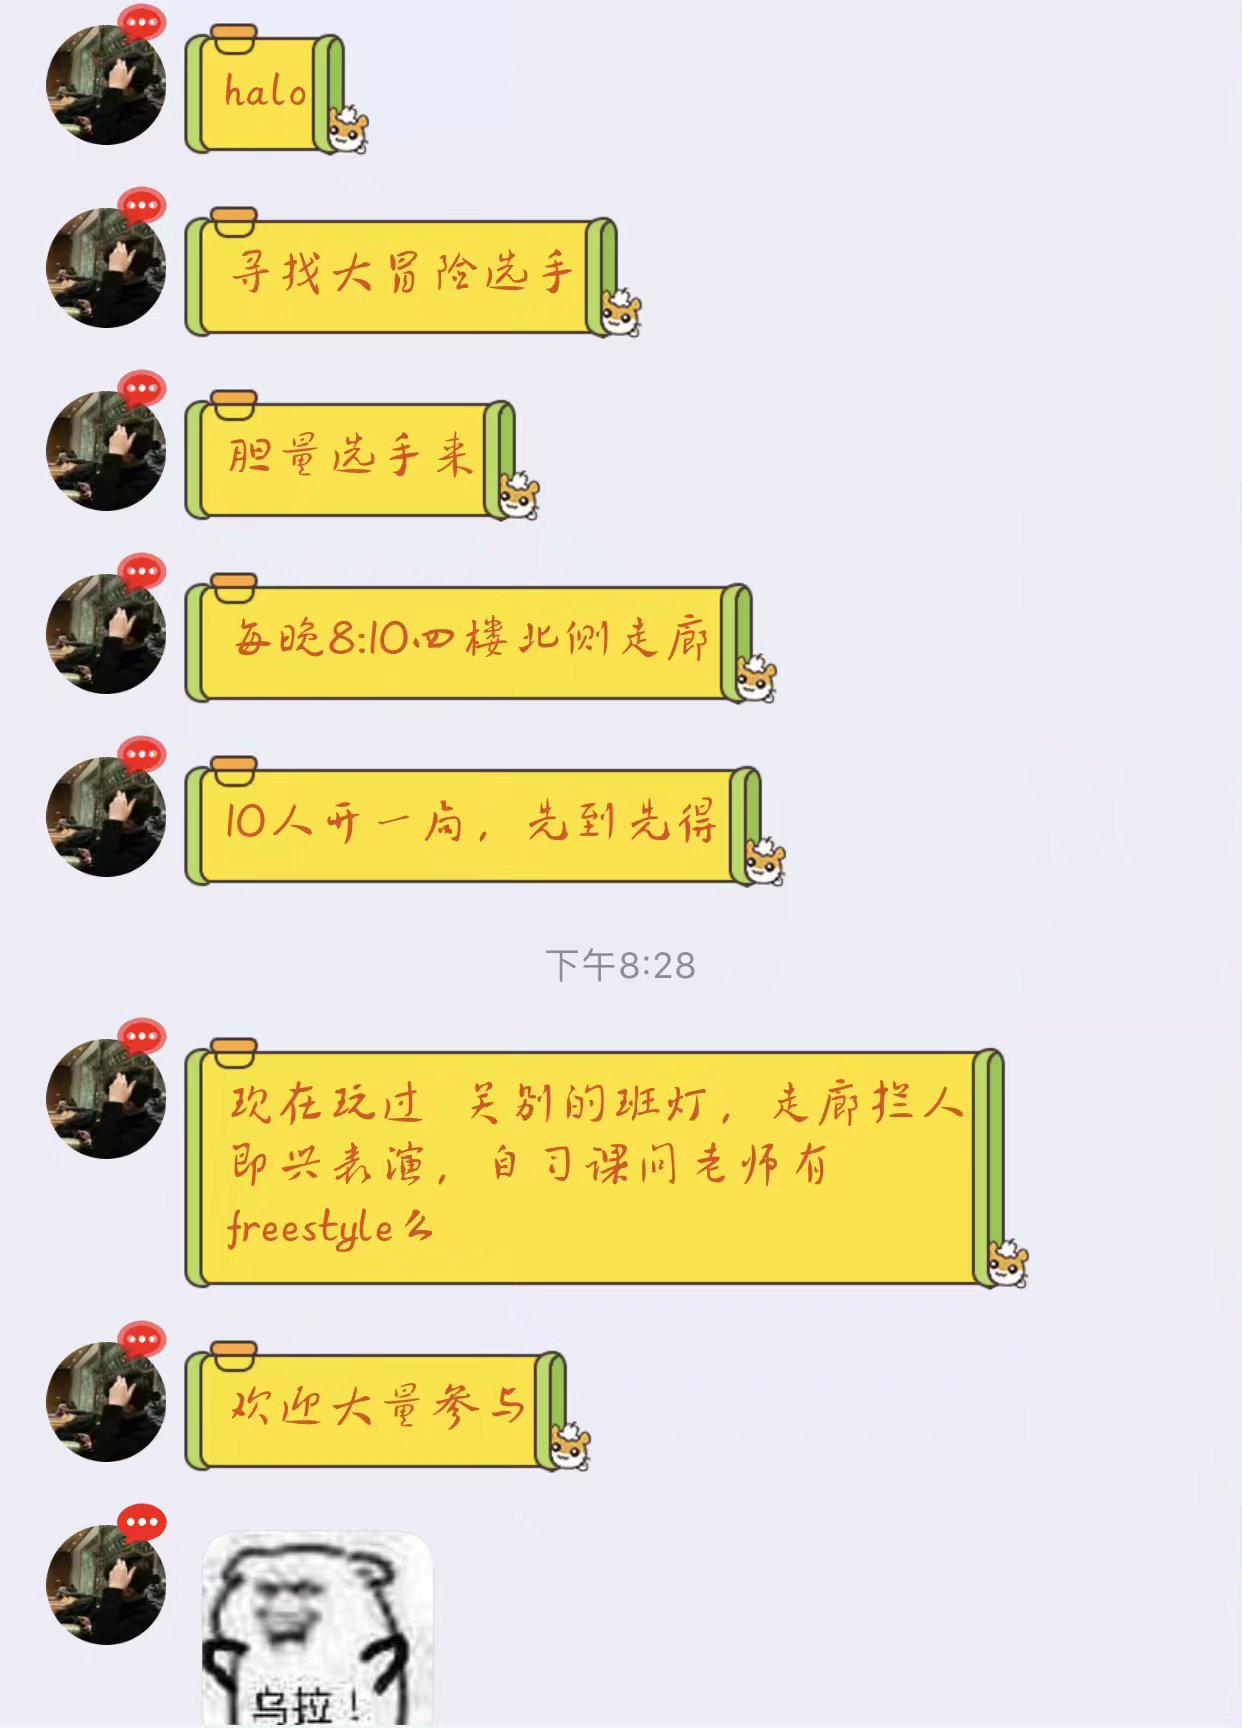 halo
寻找大冒险选手
胆量选手来
每晚8:10四楼北侧走廊
10人开一局，先到先得
下午8:28
现在玩过 关别的班灯，走廊拦人
即兴表演，自习课问老师有
freestyle么
欢迎大量参与
乌拉！